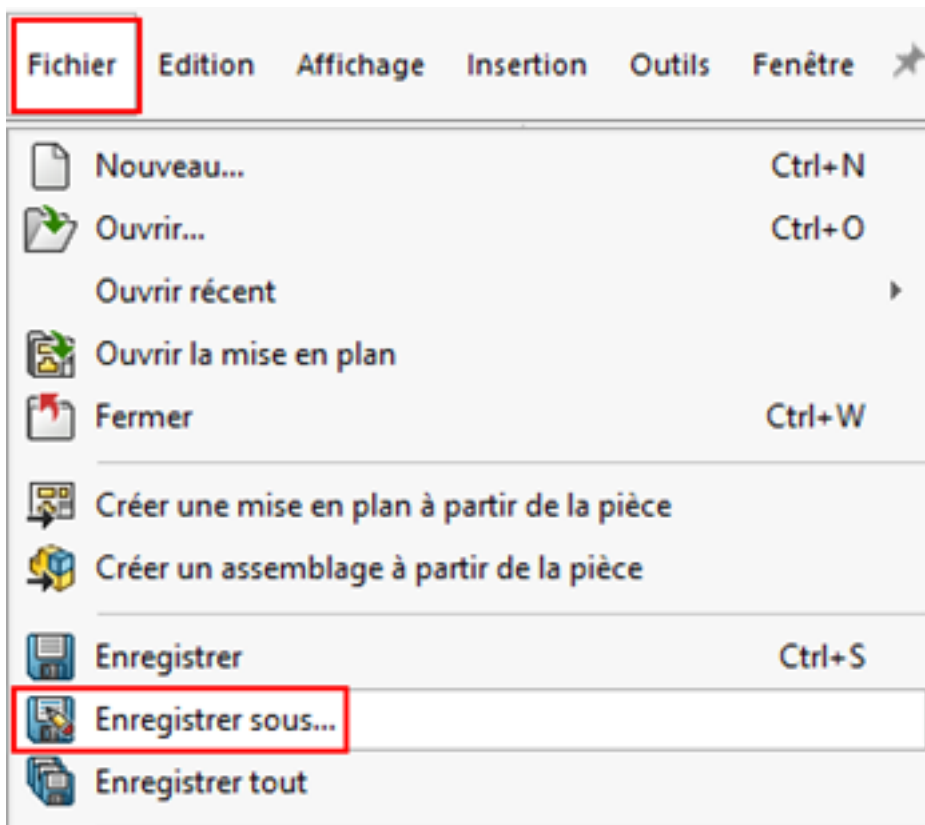 Fichier Edition Affichage Insertion Outils Fenêtre
Nouveau... Ctrl+N
Ouvrir... Ctrl+O
Ouvrir récent
Ouvrir la mise en plan
Fermer Ctrl+W
Créer une mise en plan à partir de la pièce
Créer un assemblage à partir de la pièce
Enregistrer Ctrl+S
Enregistrer sous...
Enregistrer tout